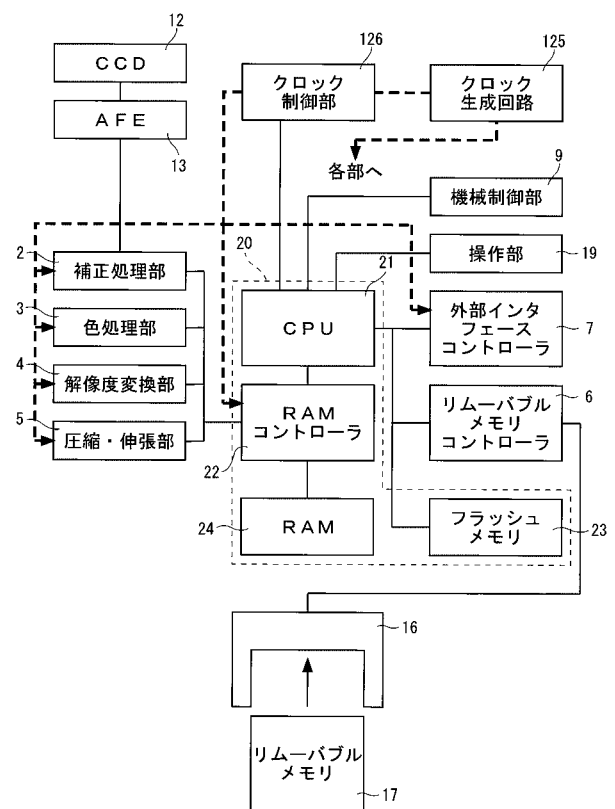 12
CCD
AFE
13
126
クロック
制御部
125
クロック
生成回路
各部へ
9
機械制御部
操作部
19
2
補正処理部
3
色処理部
4
解像度変換部
5
圧縮・伸張部
20
21
CPU
RAM
コントローラ
22
24
RAM
外部インタ
フェース
コントローラ
7
6
リムーバブル
メモリ
コントローラ
フラッシュ
メモリ
23
16
リムーバブル
メモリ
17